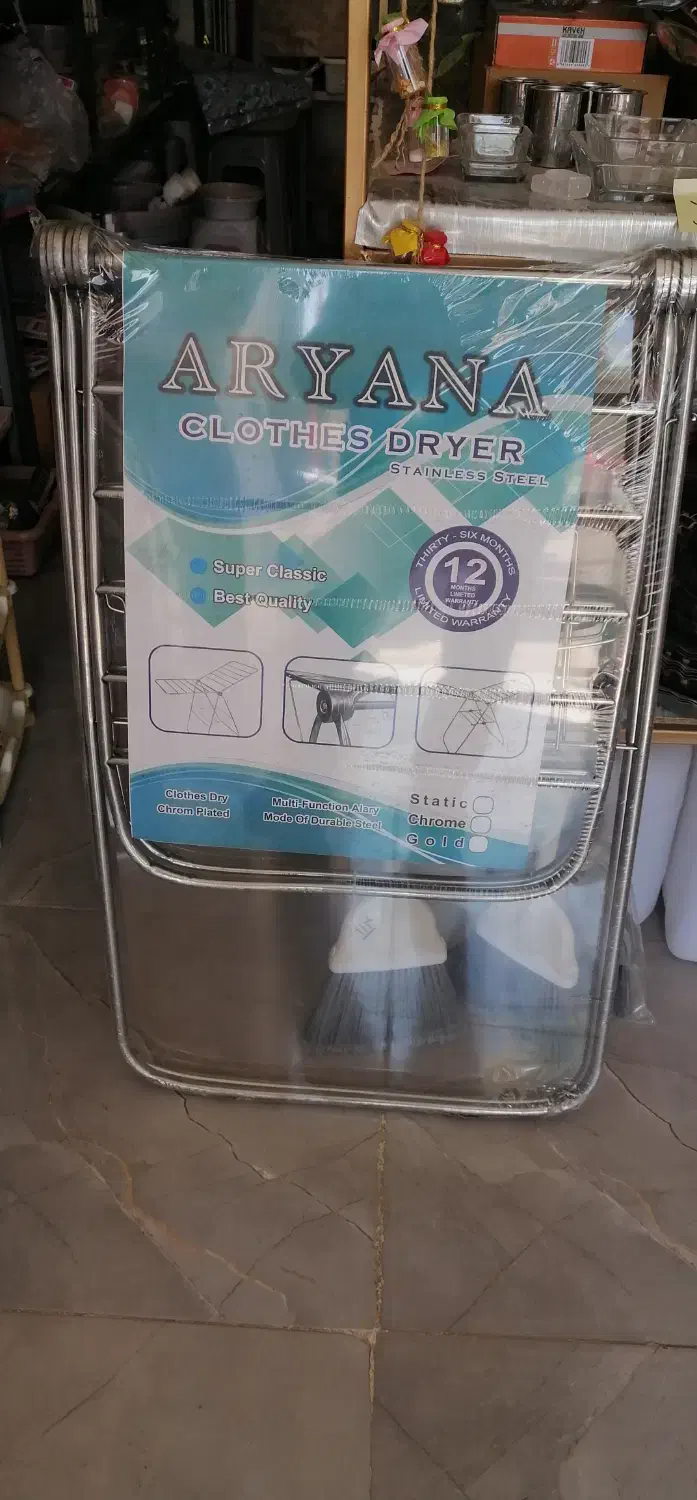 KAVEH
ARYANA
CLOTHES DRYER
STAINLESS STEEL
Super Classic
Best Quality
THIRTY - SIX MONTHS
12
MONTHS
LIMITED
WARRANTY
LIMITED WARRANTY
Clothes Dry
Chrom Plated
Multi-Function Alary
Mode Of Durable Steel
Static
Chrome
Gold